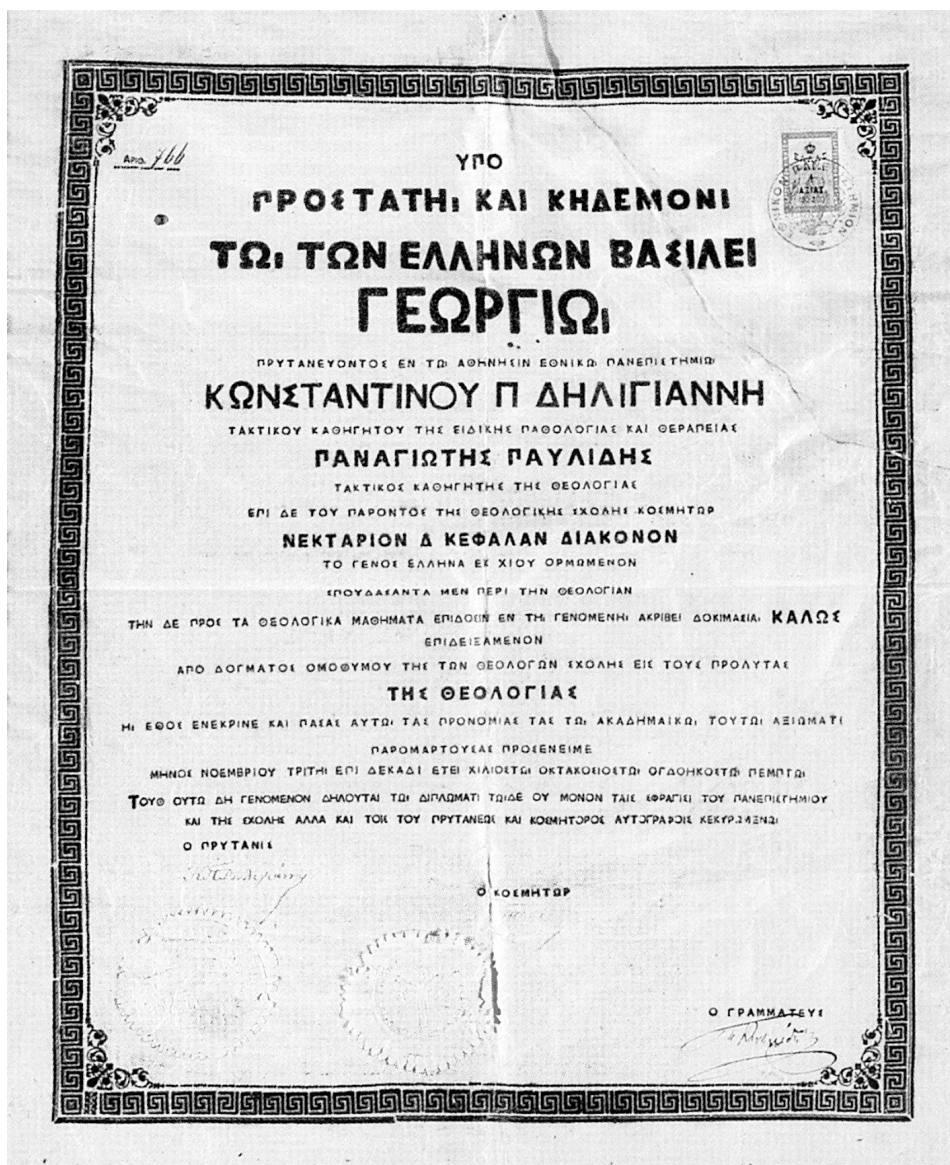 ΑΡΙΘ. 766
ΥΠΟ
ΠΡΟΣΤΑΤΗι ΚΑΙ ΚΗΔΕΜΟΝΙ
ΤΩι ΤΩΝ ΕΛΛΗΝΩΝ ΒΑΣΙΛΕΙ
ΓΕΩΡΓΙΩι
ΠΡΥΤΑΝΕΥΟΝΤΟΣ ΕΝ ΤΩι ΑΘΗΝΗΣΙΝ ΕΘΝΙΚΩι ΠΑΝΕΠΙΣΤΗΜΙΩι
ΚΩΝΣΤΑΝΤΙΝΟΥ Π ΔΗΛΙΓΙΑΝΝΗ
ΤΑΚΤΙΚΟΥ ΚΑΘΗΓΗΤΟΥ ΤΗΣ ΕΙΔΙΚΗΣ ΠΑΘΟΛΟΓΙΑΣ ΚΑΙ ΘΕΡΑΠΕΙΑΣ
ΠΑΝΑΓΙΩΤΗΣ ΠΑΥΛΙΔΗΣ
ΤΑΚΤΙΚΟΣ ΚΑΘΗΓΗΤΗΣ ΤΗΣ ΘΕΟΛΟΓΙΑΣ
ΕΠΙ ΔΕ ΤΟΥ ΠΑΡΟΝΤΟΣ ΤΗΣ ΘΕΟΛΟΓΙΚΗΣ ΣΧΟΛΗΣ ΚΟΣΜΗΤΩΡ
ΝΕΚΤΑΡΙΟΝ Δ ΚΕΦΑΛΑΝ ΔΙΑΚΟΝΟΝ
ΤΟ ΓΕΝΟΣ ΕΛΛΗΝΑ ΕΚ ΧΙΟΥ ΟΡΜΩΜΕΝΟΝ
ΣΠΟΥΔΑΣΑΝΤΑ ΜΕΝ ΠΕΡΙ ΤΗΝ ΘΕΟΛΟΓΙΑΝ
ΤΗΝ ΔΕ ΠΡΟΣ ΤΑ ΘΕΟΛΟΓΙΚΑ ΜΑΘΗΜΑΤΑ ΕΠΙΔΟΣΙΝ ΕΝ ΤΗι ΓΕΝΟΜΕΝΗι ΑΚΡΙΒΕΙ ΔΟΚΙΜΑΣΙΑι ΚΑΛΩΣ
ΕΠΙΔΕΙΞΑΜΕΝΟΝ
ΑΠΟ ΔΟΓΜΑΤΟΣ ΟΜΟΘΥΜΟΥ ΤΗΣ ΤΩΝ ΘΕΟΛΟΓΩΝ ΣΧΟΛΗΣ ΕΙΣ ΤΟΥΣ ΠΡΟΛΥΤΑΣ
ΤΗΣ ΘΕΟΛΟΓΙΑΣ
Ηι ΕΘΟΣ ΕΝΕΚΡΙΝΕ ΚΑΙ ΠΑΣΑΣ ΑΥΤΩι ΤΑΣ ΠΡΟΝΟΜΙΑΣ ΤΑΣ ΤΩι ΑΚΑΔΗΜΑΙΚΩι ΤΟΥΤΩι ΑΞΙΩΜΑΤΙ
ΠΑΡΟΜΑΡΤΟΥΣΑΣ ΠΡΟΣΕΝΕΙΜΕ
ΜΗΝΟΣ ΝΟΕΜΒΡΙΟΥ ΤΡΙΤΗι ΕΠΙ ΔΕΚΑΔΙ ΕΤΕΙ ΧΙΛΙΟΣΤΩι ΟΚΤΑΚΟΣΙΟΣΤΩι ΟΓΔΟΗΚΟΣΤΩι ΠΕΜΠΤΩι
ΤΟΥΘ ΟΥΤΩ ΔΗ ΓΕΝΟΜΕΝΟΝ ΔΗΛΟΥΤΑΙ ΤΩι ΔΙΠΛΩΜΑΤΙ ΤΩιΔΕ ΟΥ ΜΟΝΟΝ ΤΑΙΣ ΣΦΡΑΓΙΣΙ ΤΟΥ ΠΑΝΕΠΙΣΤΗΜΙΟΥ
ΚΑΙ ΤΗΣ ΣΧΟΛΗΣ ΑΛΛΑ ΚΑΙ ΤΟΙΣ ΤΟΥ ΠΡΥΤΑΝΕΩΣ ΚΑΙ ΚΟΣΜΗΤΟΡΟΣ ΑΥΤΟΓΡΑΦΟΙΣ ΚΕΚΥΡΩΜΕΝΩι
Ο ΠΡΥΤΑΝΙΣ
Ο ΚΟΣΜΗΤΩΡ
Ο ΓΡΑΜΜΑΤΕΥΣ